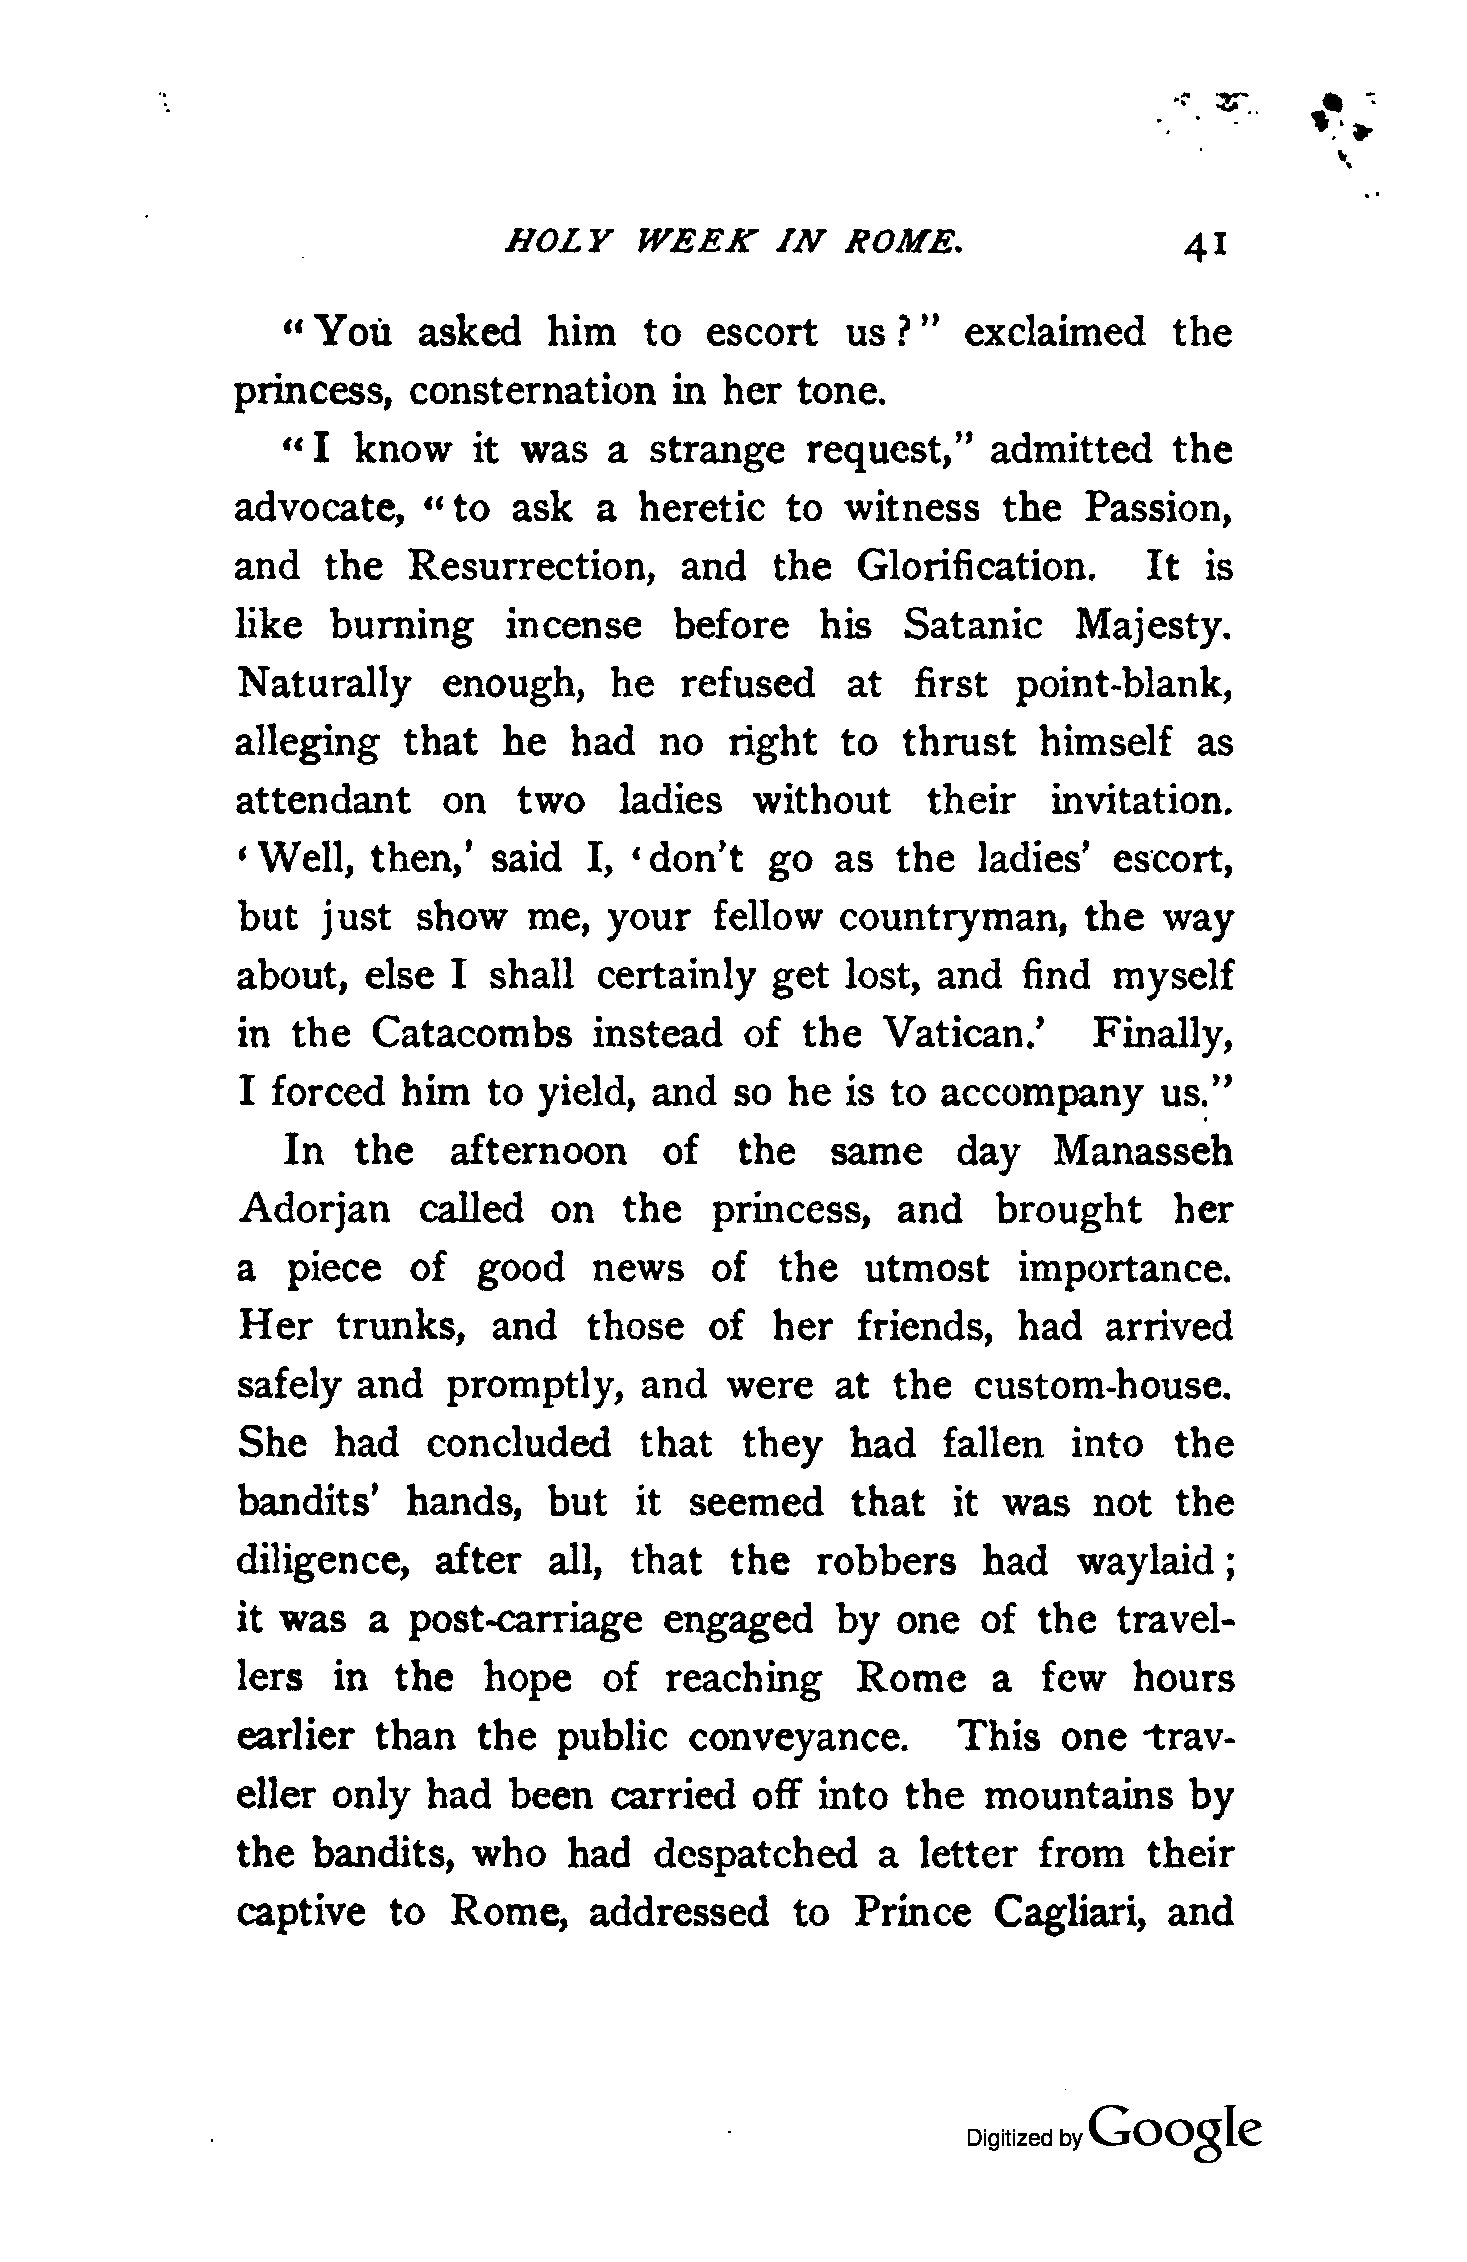 HOLY WEEK IN ROME. 41
“You asked him to escort us?” exclaimed the
princess, consternation in her tone.
“I know it was a strange request,” admitted the
advocate, “to ask a heretic to witness the Passion,
and the Resurrection, and the Glorification. It is
like burning incense before his Satanic Majesty.
Naturally enough, he refused at first point-blank,
alleging that he had no right to thrust himself as
attendant on two ladies without their invitation.
‘Well, then,’ said I, ‘don’t go as the ladies’ escort,
but just show me, your fellow countryman, the way
about, else I shall certainly get lost, and find myself
in the Catacombs instead of the Vatican.’ Finally,
I forced him to yield, and so he is to accompany us.”
In the afternoon of the same day Manasseh
Adorjan called on the princess, and brought her
a piece of good news of the utmost importance.
Her trunks, and those of her friends, had arrived
safely and promptly, and were at the custom-house.
She had concluded that they had fallen into the
bandits’ hands, but it seemed that it was not the
diligence, after all, that the robbers had waylaid;
it was a post-carriage engaged by one of the travel-
lers in the hope of reaching Rome a few hours
earlier than the public conveyance. This one trav-
eller only had been carried off into the mountains by
the bandits, who had despatched a letter from their
captive to Rome, addressed to Prince Cagliari, and
Digitized by Google